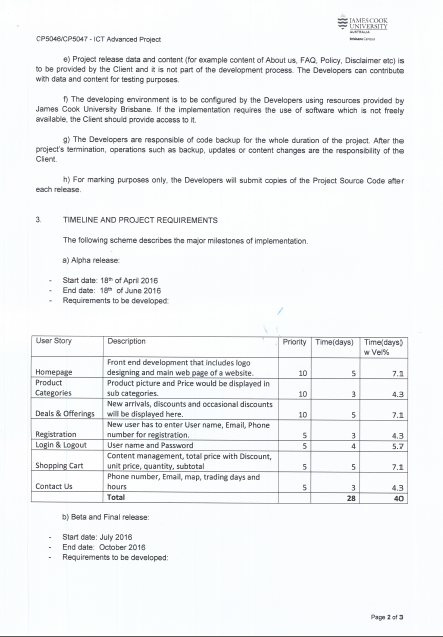 JAMES COOK
UNIVERSITY
AUSTRALIA
Brisbane Campus
CP5046/CP5047 - ICT Advanced Project
e) Project release data and content (for example content of About us, FAQ, Policy, Disclaimer etc) is
to be provided by the Client and it is not part of the development process. The Developers can contribute
with data and content for testing purposes.
f) The developing environment is to be configured by the Developers using resources provided by
James Cook University Brisbane. If the implementation requires the use of software which is not freely
available, the Client should provide access to it.
g) The Developers are responsible of code backup for the whole duration of the project. After the
project's termination, operations such as backup, updates or content changes are the responsibility of the
Client.
h) For marking purposes only, the Developers will submit copies of the Project Source Code after
each release.
3. TIMELINE AND PROJECT REQUIREMENTS
The following scheme describes the major milestones of implementation.
a) Alpha release:
- Start date: 18th of April 2016
- End date: 18th of June 2016
- Requirements to be developed:
User Story Description Priority Time(days) Time(days)
w Vel%
Front end development that includes logo
Homepage designing and main web page of a website. 10 5 7.1
Product Product picture and Price would be displayed in
Categories sub categories. 10 3 4.3
New arrivals, discounts and occasional discounts
Deals & Offerings will be displayed here. 10 5 7.1
New user has to enter User name, Email, Phone
Registration number for registration. 5 3 4.3
Login & Logout User name and Password 5 4 5.7
Content management, total price with Discount,
Shopping Cart unit price, quantity, subtotal 5 5 7.1
Phone number, Email, map, trading days and
Contact Us hours 5 3 4.3
Total 28 40
b) Beta and Final release:
- Start date: July 2016
- End date: October 2016
- Requirements to be developed:
Page 2 of 3